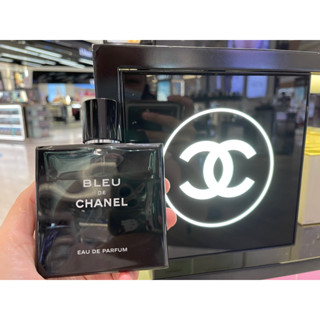 BLEU
DE
CHANEL
EAU DE PARFUM